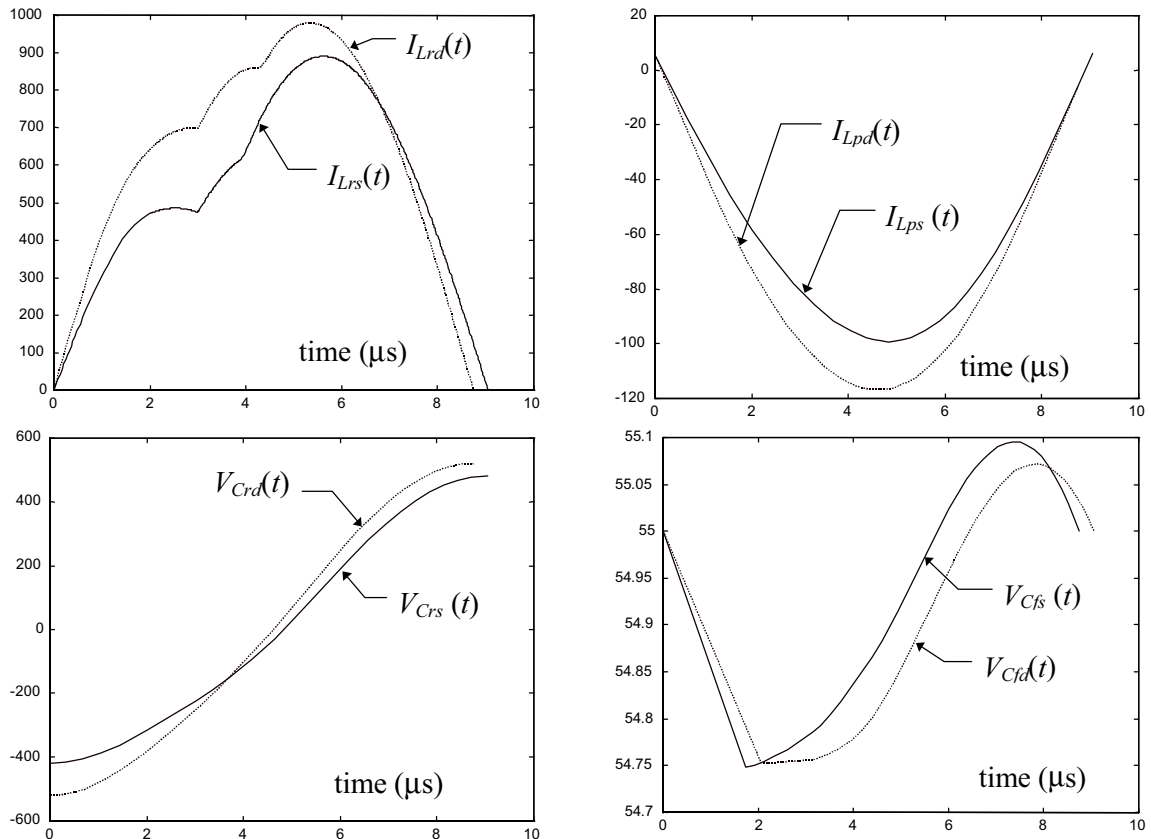 1000
900
800
700
600
500
400
300
200
100
0
I_Lrd(t)
I_Lrs(t)
time (μs)
0 2 4 6 8 10
20
0
-20
-40
-60
-80
-100
-120
I_Lpd(t)
I_Lps (t)
time (μs)
0 2 4 6 8 10
600
400
200
0
-200
-400
-600
V_Crd(t)
V_Crs (t)
time (μs)
0 2 4 6 8 10
55.1
55.05
55
54.95
54.9
54.85
54.8
54.75
54.7
V_Cfs (t)
V_Cfd(t)
time (μs)
0 2 4 6 8 10